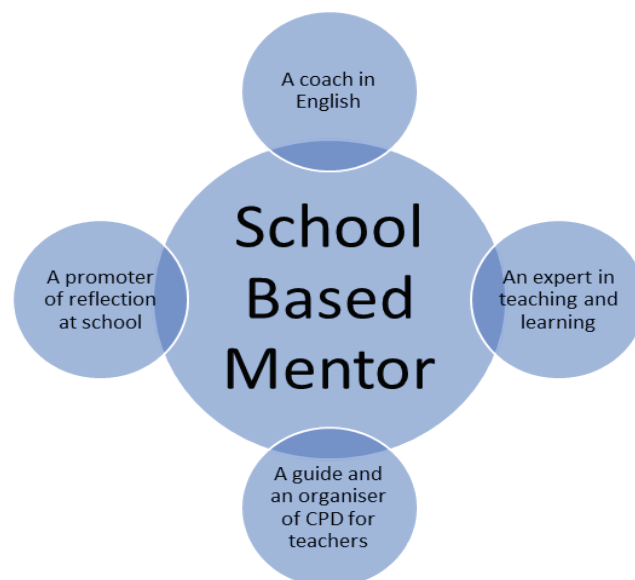 A coach in
English
School
Based
Mentor
A promoter
of reflection
at school
An expert in
teaching and
learning
A guide and
an organiser
of CPD for
teachers